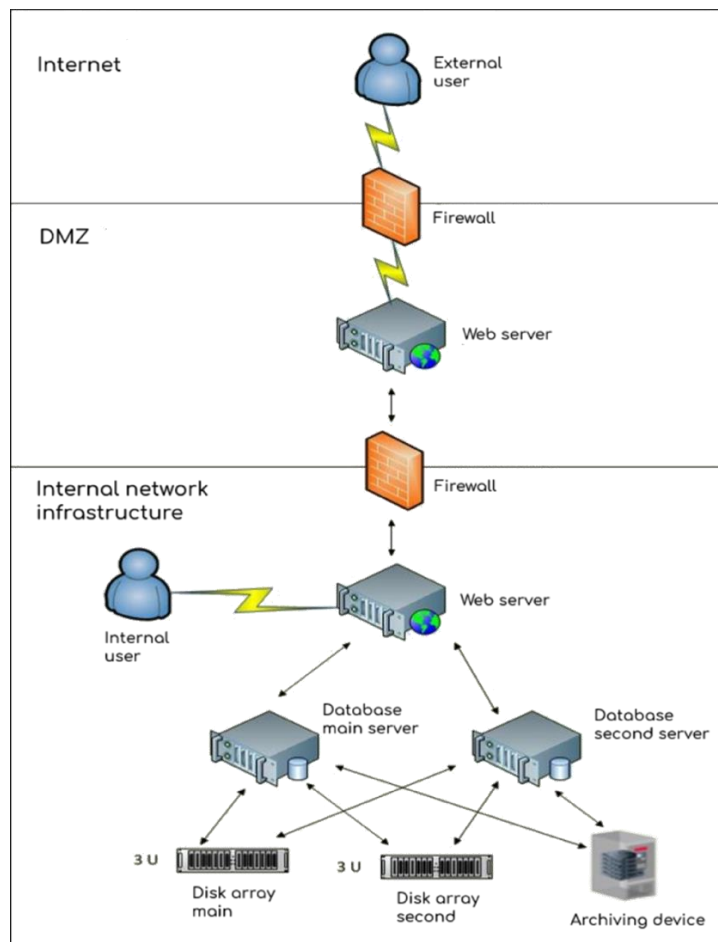 Internet
External
user
Firewall
DMZ
Web server
Firewall
Internal network
infrastructure
Web server
Internal
user
Database
main server
Database
second server
3 U
Disk array
main
3 U
Disk array
second
Archiving device